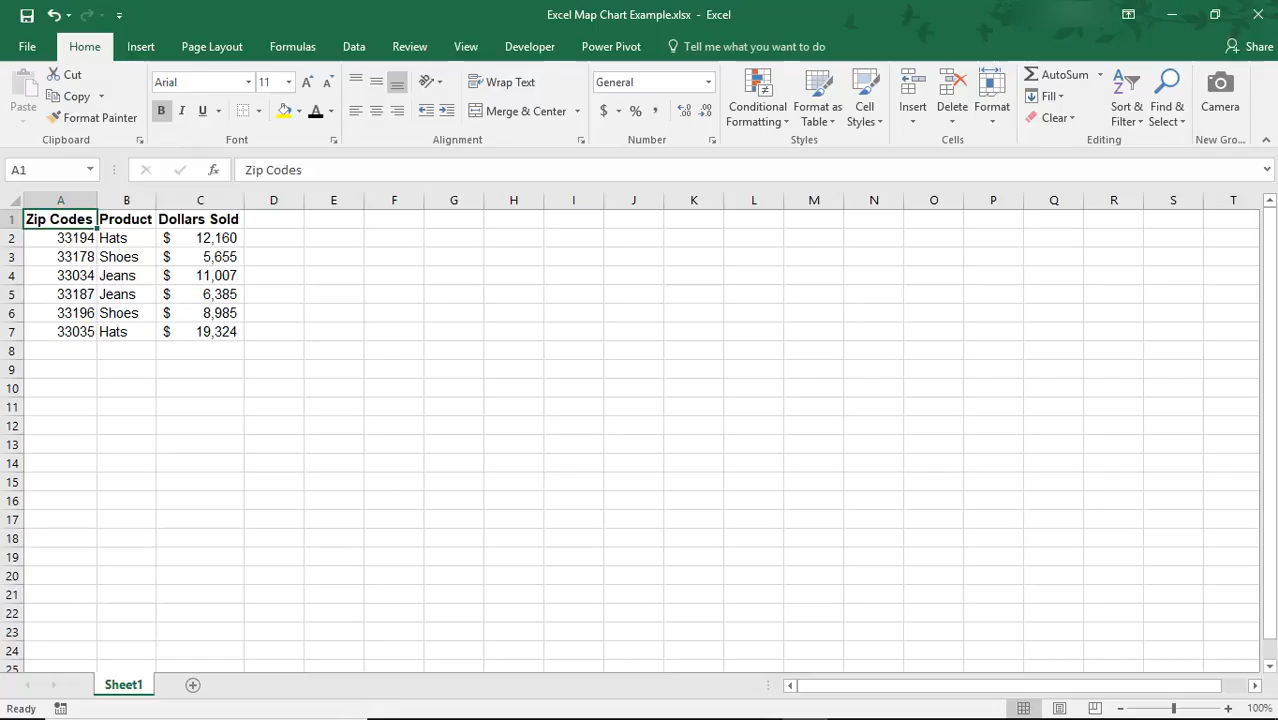 Excel Map Chart Example.xlsx - Excel
File Home Insert Page Layout Formulas Data Review View Developer Power Pivot Tell me what you want to do Share
Paste Cut Copy Format Painter
Clipboard
Arial 11 A A
B I U A
Font
Wrap Text
Merge & Center
Alignment
General
$ % , .00 .0
Number
Conditional Formatting Format as Table Cell Styles
Styles
Insert Delete Format
Cells
AutoSum
Fill
Clear
Sort & Filter Find & Select
Editing
Camera
New Gro...
A1 fx Zip Codes
A B C D E F G H I J K L M N O P Q R S T
1 Zip Codes Product Dollars Sold
2 33194 Hats $ 12,160
3 33178 Shoes $ 5,655
4 33034 Jeans $ 11,007
5 33187 Jeans $ 6,385
6 33196 Shoes $ 8,985
7 33035 Hats $ 19,324
8
9
10
11
12
13
14
15
16
17
18
19
20
21
22
23
24
25
Sheet1
Ready 100%